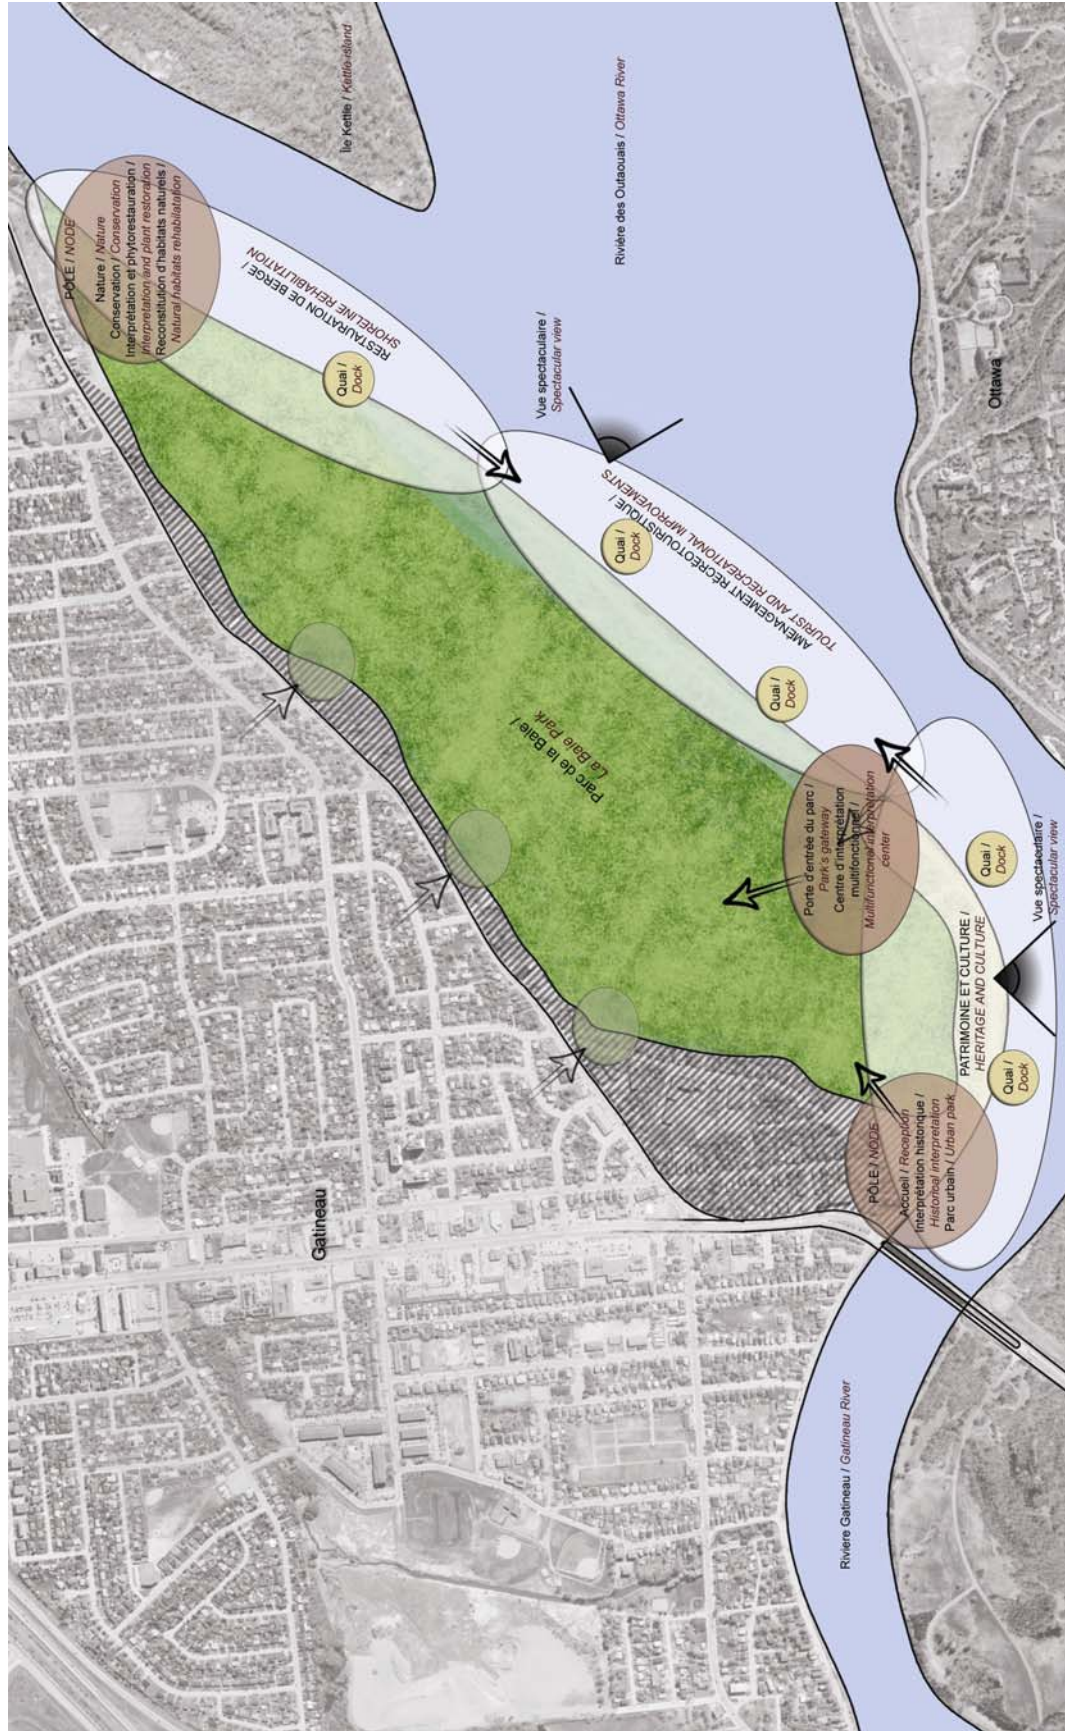 Île Kettle / Kettle island
Rivière des Outaouais / Ottawa River
PÔLE / NODE
Nature / Nature
Conservation / Conservation
Interprétation et phytorestauration /
Interpretation and plant restoration
Reconstitution d'habitats naturels /
Natural habitats rehabilatation
RESTAURATION DE BERGE /
SHORELINE REHABILITATION
Quai /
Dock
Vue spectaculaire /
Spectacular view
Quai /
Dock
AMÉNAGEMENT RÉCRÉOTOURISTIQUE /
TOURIST AND RECREATIONAL IMPROVEMENTS
Quai /
Dock
Ottawa
Parc de la Baie /
La Baie Park
Porte d'entrée du parc /
Park's gateway
Centre d'interprétation
multifonctionnel /
Multifunctional interpretation
center
Quai /
Dock
Vue spectaculaire /
Spectacular view
PATRIMOINE ET CULTURE /
HERITAGE AND CULTURE
Quai /
Dock
PÔLE / NODE
Accueil / Reception
Interprétation historique /
Historical interpretation
Parc urbain / Urban park
Gatineau
Riviere Gatineau / Gatineau River